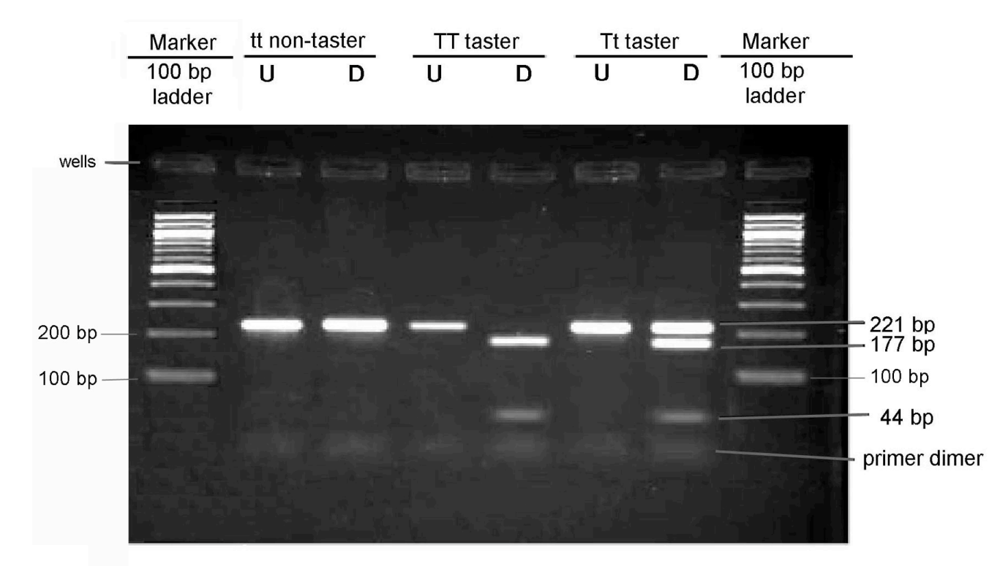 Marker
tt non-taster
TT taster
Tt taster
Marker
100 bp
ladder
U
D
U
D
U
D
100 bp
ladder
wells
200 bp
100 bp
221 bp
177 bp
100 bp
44 bp
primer dimer